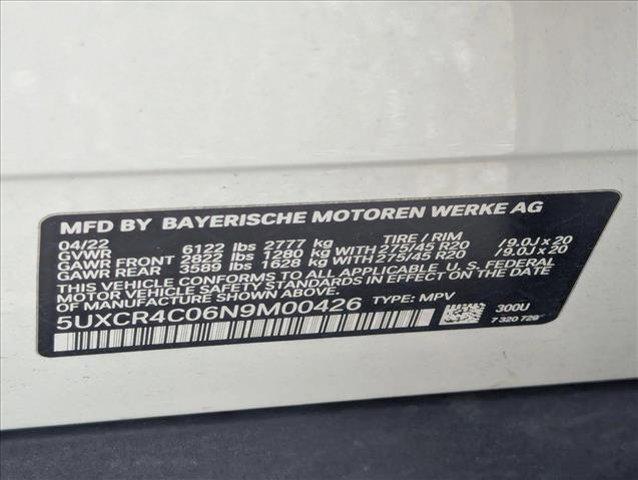 MFD BY BAYERISCHE MOTOREN WERKE AG
04/22 TIRE / RIM
GVWR 6122 lbs 2777 kg
GAWR FRONT 2822 lbs 1280 kg WITH 275/45 R20 / 9.0J x 20
GAWR REAR 3589 lbs 1628 kg WITH 275/45 R20 / 9.0J x 20
THIS VEHICLE CONFORMS TO ALL APPLICABLE U.S. FEDERAL
MOTOR VEHICLE SAFETY STANDARDS IN EFFECT ON THE DATE
OF MANUFACTURE SHOWN ABOVE.
5UXCR4C06N9M00426 TYPE: MPV
300U
7 320 729